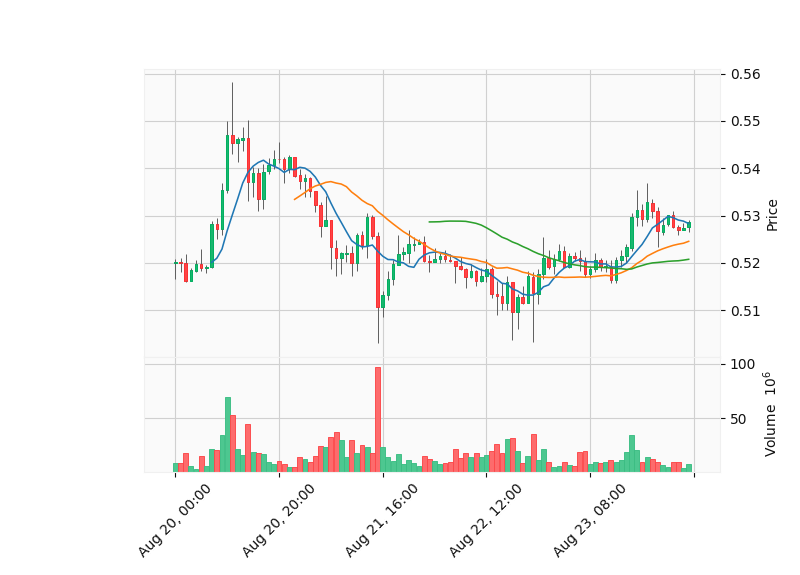 0.56
0.55
0.54
0.53
0.52
0.51
Price
100
50
Volume 10^6
Aug 20, 00:00
Aug 20, 20:00
Aug 21, 16:00
Aug 22, 12:00
Aug 23, 08:00